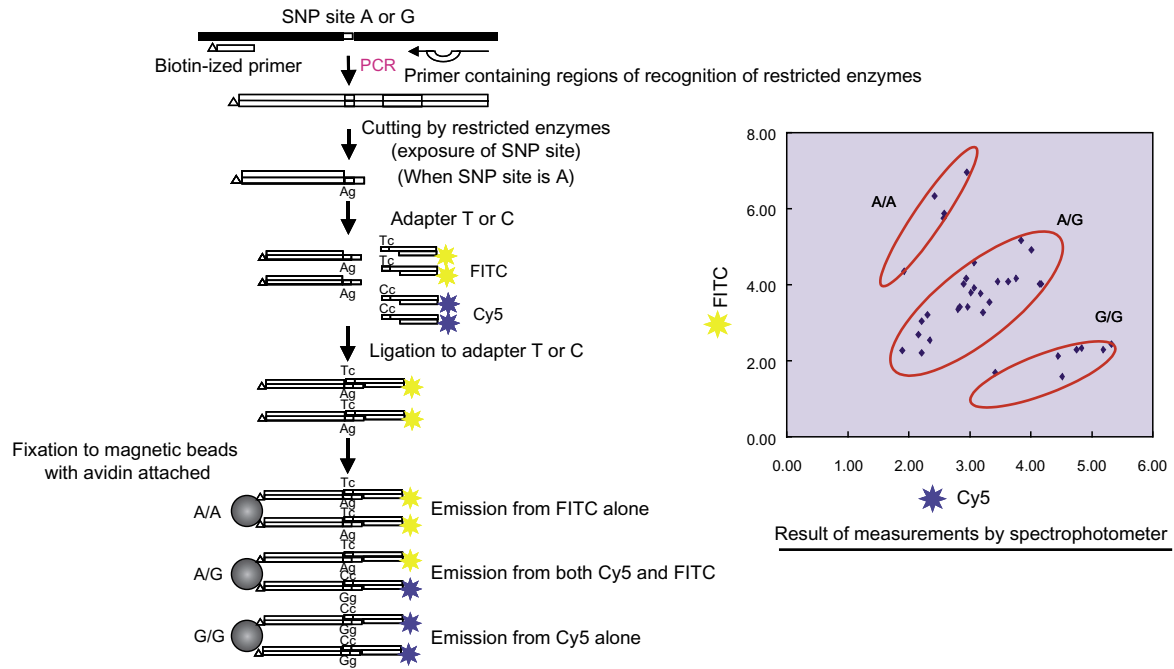 SNP site A or G
Biotin-ized primer
PCR
Primer containing regions of recognition of restricted enzymes
Cutting by restricted enzymes
(exposure of SNP site)
(When SNP site is A)
Ag
Adapter T or C
Tc
Ag
Tc
FITC
Ag
Cc
Cc
Cy5
Ligation to adapter T or C
Tc
Ag
Tc
Ag
Fixation to magnetic beads
with avidin attached
Tc
A/A
Ag
Tc
Emission from FITC alone
Ag
Tc
A/G
Ag
Cc
Emission from both Cy5 and FITC
Gg
Cc
G/G
Gg
Cc
Emission from Cy5 alone
Gg
8.00
6.00
4.00
2.00
0.00
FITC
A/A
A/G
G/G
0.00 1.00 2.00 3.00 4.00 5.00 6.00
Cy5
Result of measurements by spectrophotometer